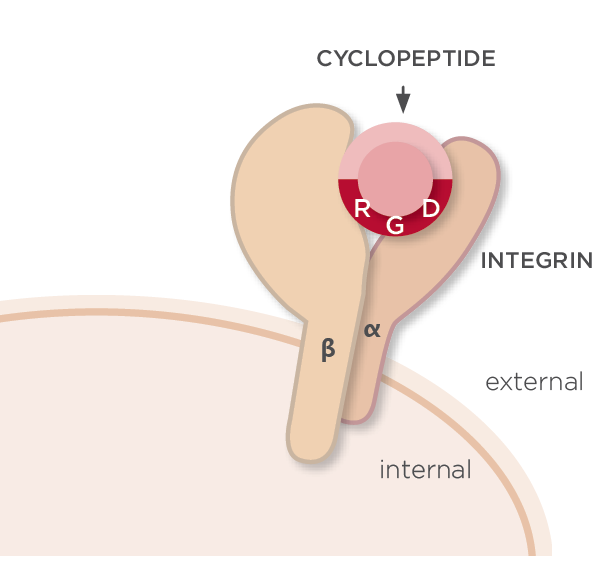 CYCLOPEPTIDE
R
G
D
INTEGRIN
α
β
external
internal